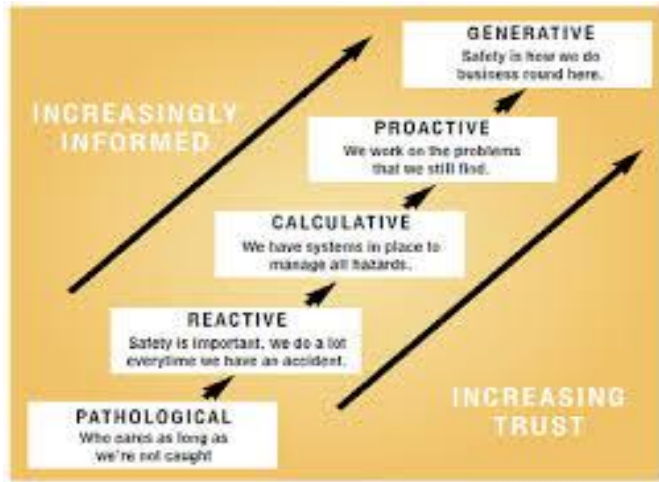 GENERATIVE
Safety is how we do
business round here.
INCREASINGLY
INFORMED
PROACTIVE
We work on the problems
that we still find.
CALCULATIVE
We have systems in place to
manage all hazards.
REACTIVE
Safety is important, we do a lot
everytime we have an accident.
INCREASING
TRUST
PATHOLOGICAL
Who cares as long as
we're not caught